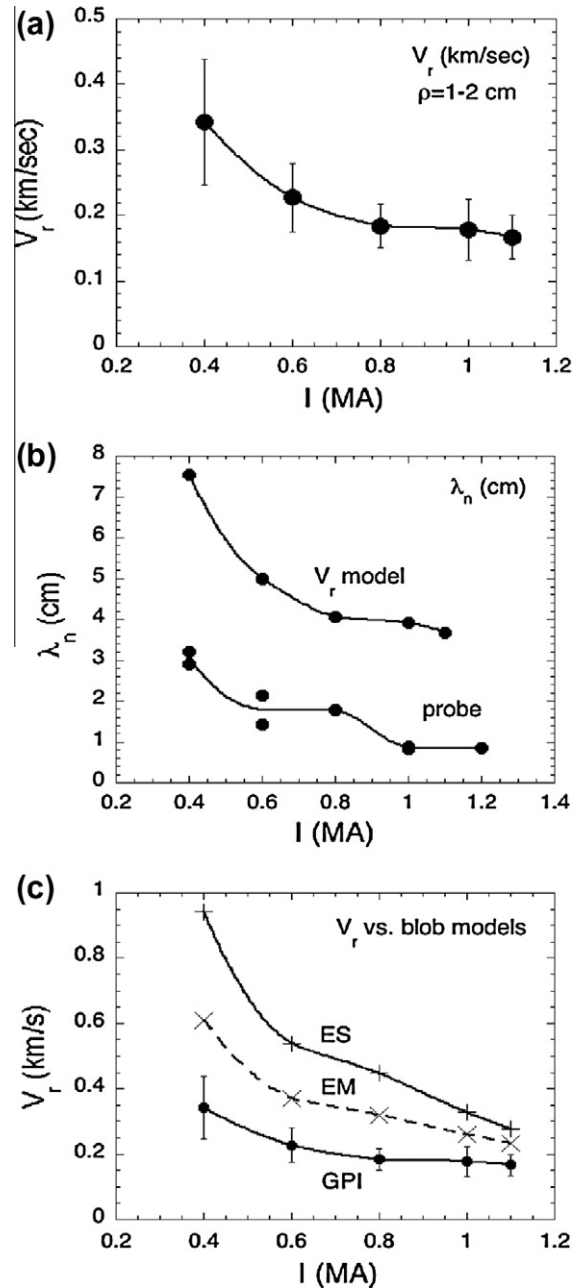 (a)
V_r (km/sec)
ρ=1-2 cm
V_r (km/sec)
0.5
0.4
0.3
0.2
0.1
0
0.2 0.4 0.6 0.8 1 1.2
I (MA)
(b)
λ_n (cm)
V_r model
probe
λ_n (cm)
8
7
6
5
4
3
2
1
0
0.2 0.4 0.6 0.8 1.0 1.2 1.4
I (MA)
(c)
V_r vs. blob models
ES
EM
GPI
V_r (km/s)
1
0.8
0.6
0.4
0.2
0
0.2 0.4 0.6 0.8 1 1.2
I (MA)